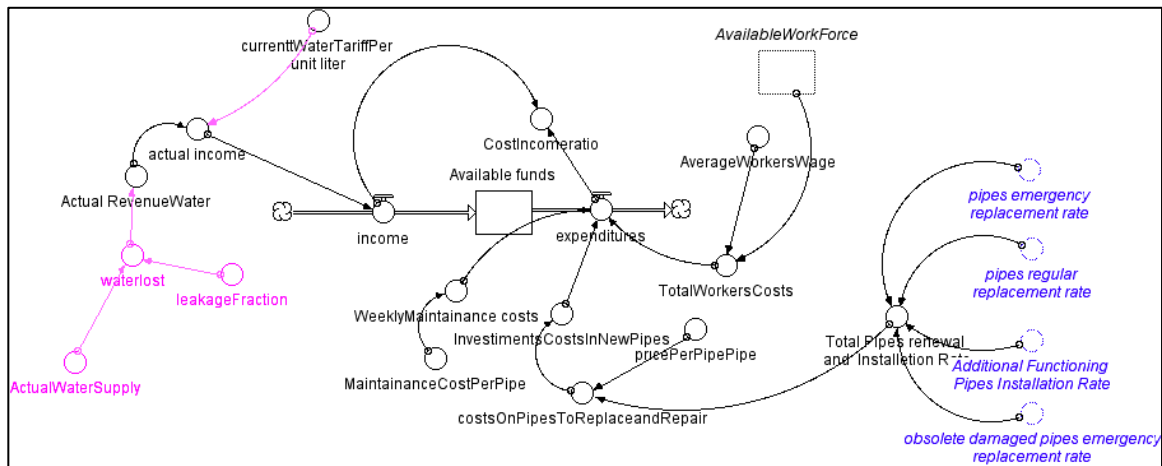 AvailableWorkForce
currenttWaterTariffPer
unit liter
CostIncomeratio
actual income
AverageWorkersWage
Available funds
Actual RevenueWater
pipes emergency
replacement rate
income
expenditures
waterlost
leakageFraction
TotalWorkersCosts
pipes regular
replacement rate
WeeklyMaintainance costs
InvestimentsCostsInNewPipes
pricePerPipePipe
Total Pipes renewal
and Installetion Rate
ActualWaterSupply
MaintainanceCostPerPipe
Additional Functioning
Pipes Installation Rate
costsOnPipesToReplaceandRepair
obsolete damaged pipes emergency
replacement rate